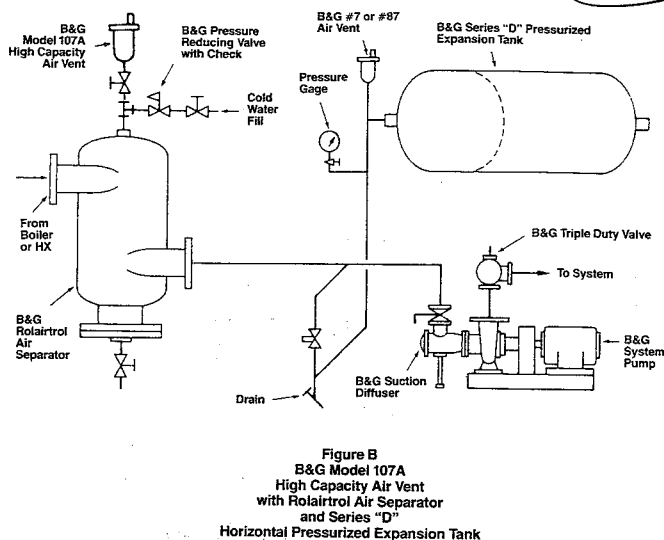 B&G
Model 107A
High Capacity
Air Vent
B&G Pressure
Reducing Valve
with Check
B&G #7 or #87
Air Vent
B&G Series “D” Pressurized
Expansion Tank
Pressure
Gage
Cold
Water
Fill
From
Boiler
or HX
B&G Triple Duty Valve
To System
B&G
Rolairtrol
Air
Separator
B&G
System
Pump
B&G Suction
Diffuser
Drain
Figure B
B&G Model 107A
High Capacity Air Vent
with Rolairtrol Air Separator
and Series “D”
Horizontal Pressurized Expansion Tank